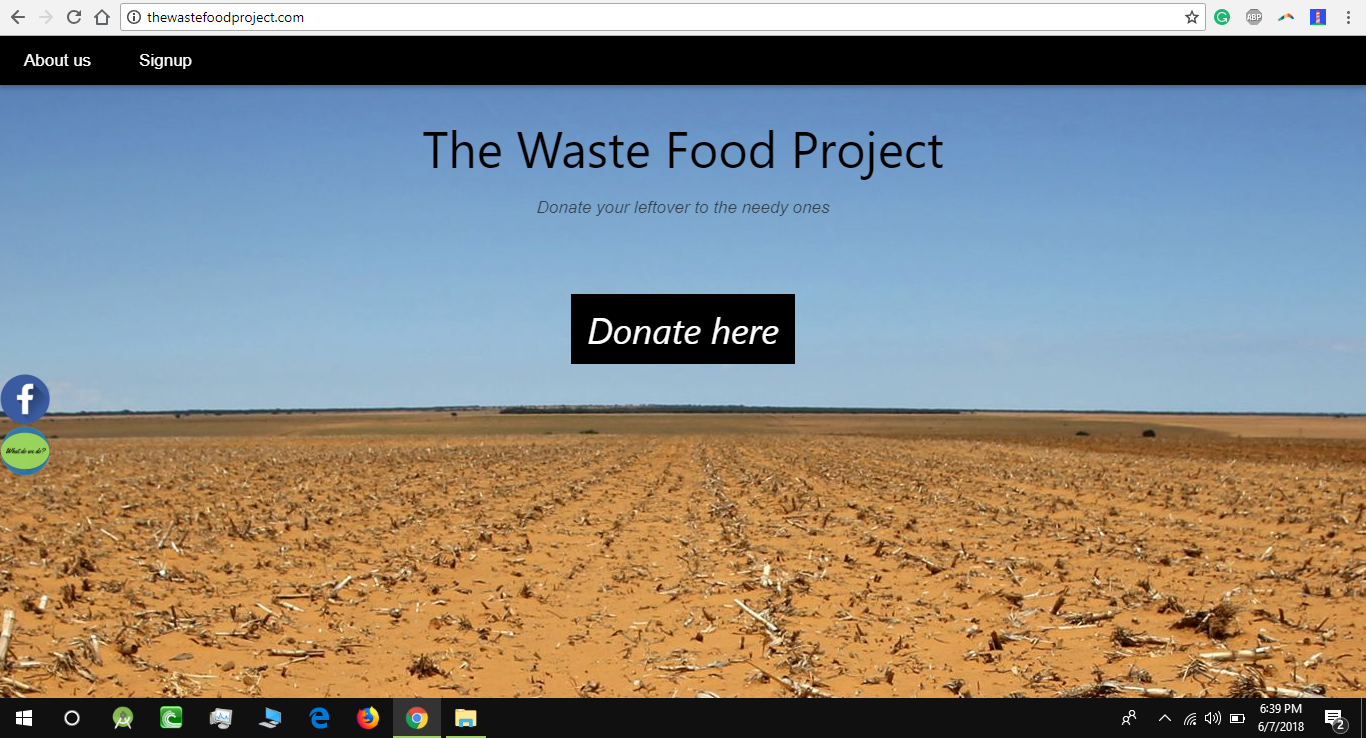 thewastefoodproject.com
ABP
About us
Signup
The Waste Food Project
Donate your leftover to the needy ones
Donate here
f
What do we do?
6:39 PM
6/7/2018
2